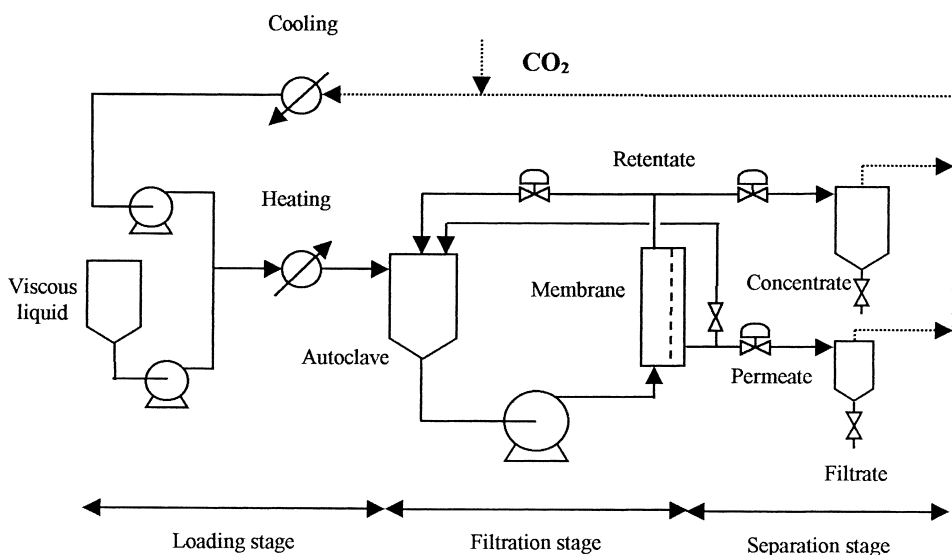 Cooling
CO₂
Retentate
Heating
Viscous
liquid
Membrane
Concentrate
Autoclave
Permeate
Filtrate
Loading stage
Filtration stage
Separation stage